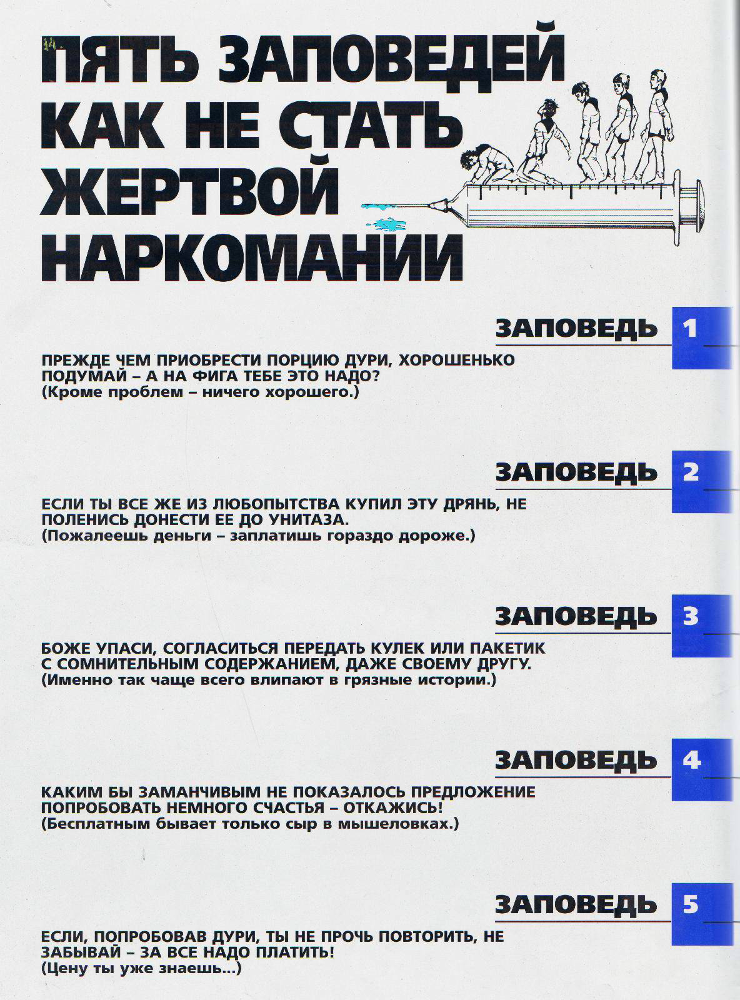 14.
ПЯТЬ ЗАПОВЕДЕЙ
КАК НЕ СТАТЬ
ЖЕРТВОЙ
НАРКОМАНИИ
ЗАПОВЕДЬ 1
ПРЕЖДЕ ЧЕМ ПРИОБРЕСТИ ПОРЦИЮ ДУРИ, ХОРОШЕНЬКО
ПОДУМАЙ – А НА ФИГА ТЕБЕ ЭТО НАДО?
(Кроме проблем – ничего хорошего.)
ЗАПОВЕДЬ 2
ЕСЛИ ТЫ ВСЕ ЖЕ ИЗ ЛЮБОПЫТСТВА КУПИЛ ЭТУ ДРЯНЬ, НЕ
ПОЛЕНИСЬ ДОНЕСТИ ЕЕ ДО УНИТАЗА.
(Пожалеешь деньги – заплатишь гораздо дороже.)
ЗАПОВЕДЬ 3
БОЖЕ УПАСИ, СОГЛАСИТЬСЯ ПЕРЕДАТЬ КУЛЕК ИЛИ ПАКЕТИК
С СОМНИТЕЛЬНЫМ СОДЕРЖАНИЕМ, ДАЖЕ СВОЕМУ ДРУГУ.
(Именно так чаще всего влипают в грязные истории.)
ЗАПОВЕДЬ 4
КАКИМ БЫ ЗАМАНЧИВЫМ НЕ ПОКАЗАЛОСЬ ПРЕДЛОЖЕНИЕ
ПОПРОБОВАТЬ НЕМНОГО СЧАСТЬЯ – ОТКАЖИСЬ!
(Бесплатным бывает только сыр в мышеловках.)
ЗАПОВЕДЬ 5
ЕСЛИ, ПОПРОБОВАВ ДУРИ, ТЫ НЕ ПРОЧЬ ПОВТОРИТЬ, НЕ
ЗАБЫВАЙ – ЗА ВСЕ НАДО ПЛАТИТЬ!
(Цену ты уже знаешь...)